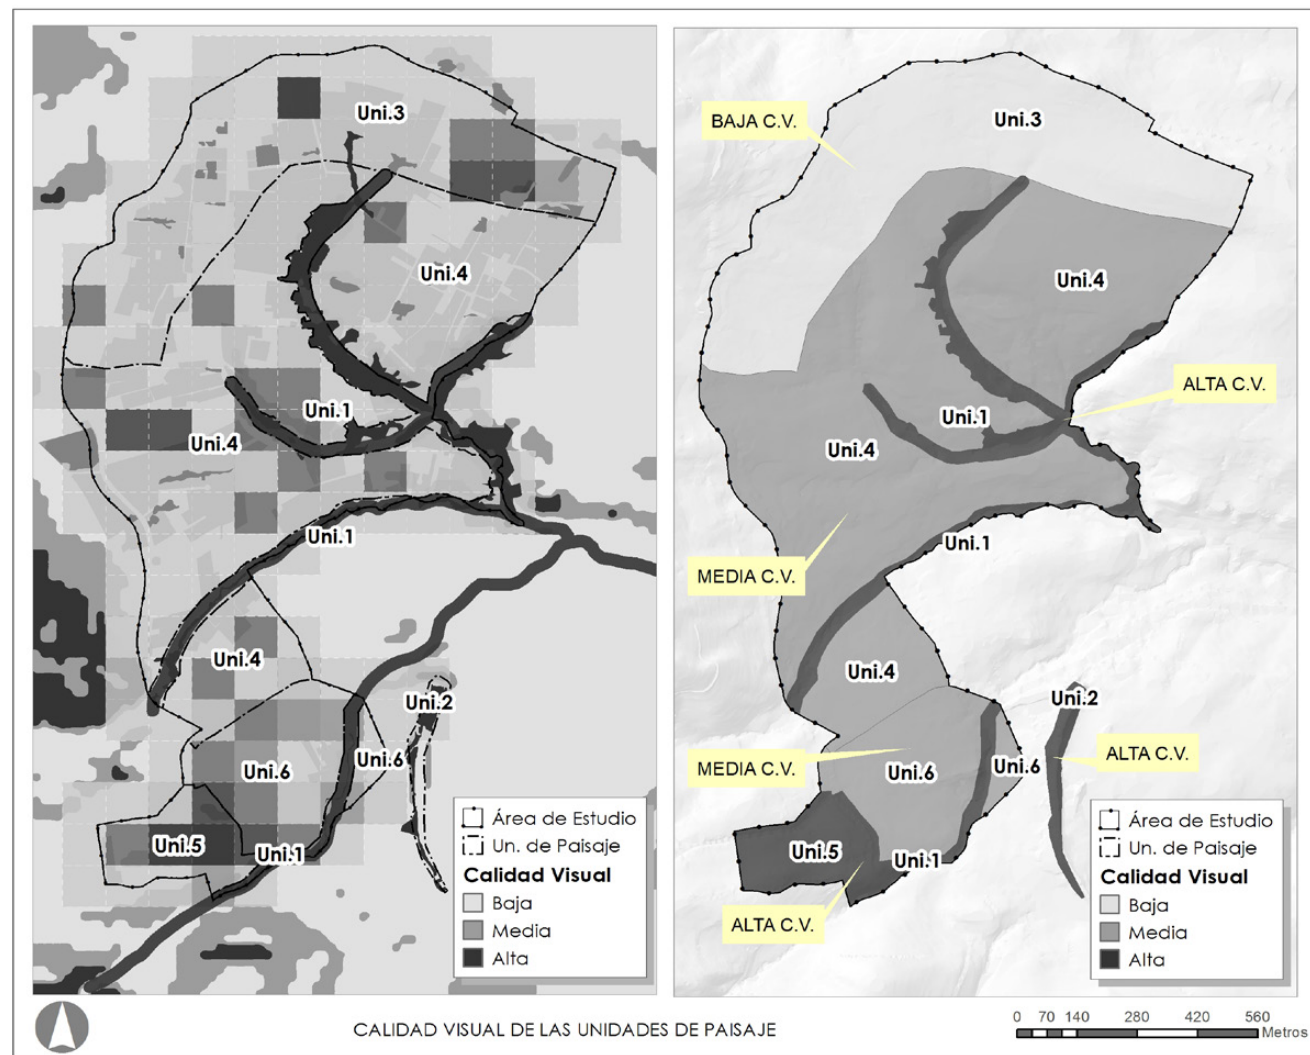 Uni.3
Uni.4
Uni.1
Uni.4
Uni.1
Uni.4
Uni.2
Uni.6
Uni.6
Uni.5
Uni.1
Área de Estudio
Un. de Paisaje
Calidad Visual
Baja
Media
Alta
BAJA C.V.
Uni.3
Uni.4
ALTA C.V.
Uni.1
Uni.4
Uni.1
MEDIA C.V.
Uni.4
Uni.2
MEDIA C.V.
ALTA C.V.
Uni.6
Uni.6
Uni.5
Uni.1
ALTA C.V.
Área de Estudio
Un. de Paisaje
Calidad Visual
Baja
Media
Alta
CALIDAD VISUAL DE LAS UNIDADES DE PAISAJE
0 70 140 280 420 560
Metros